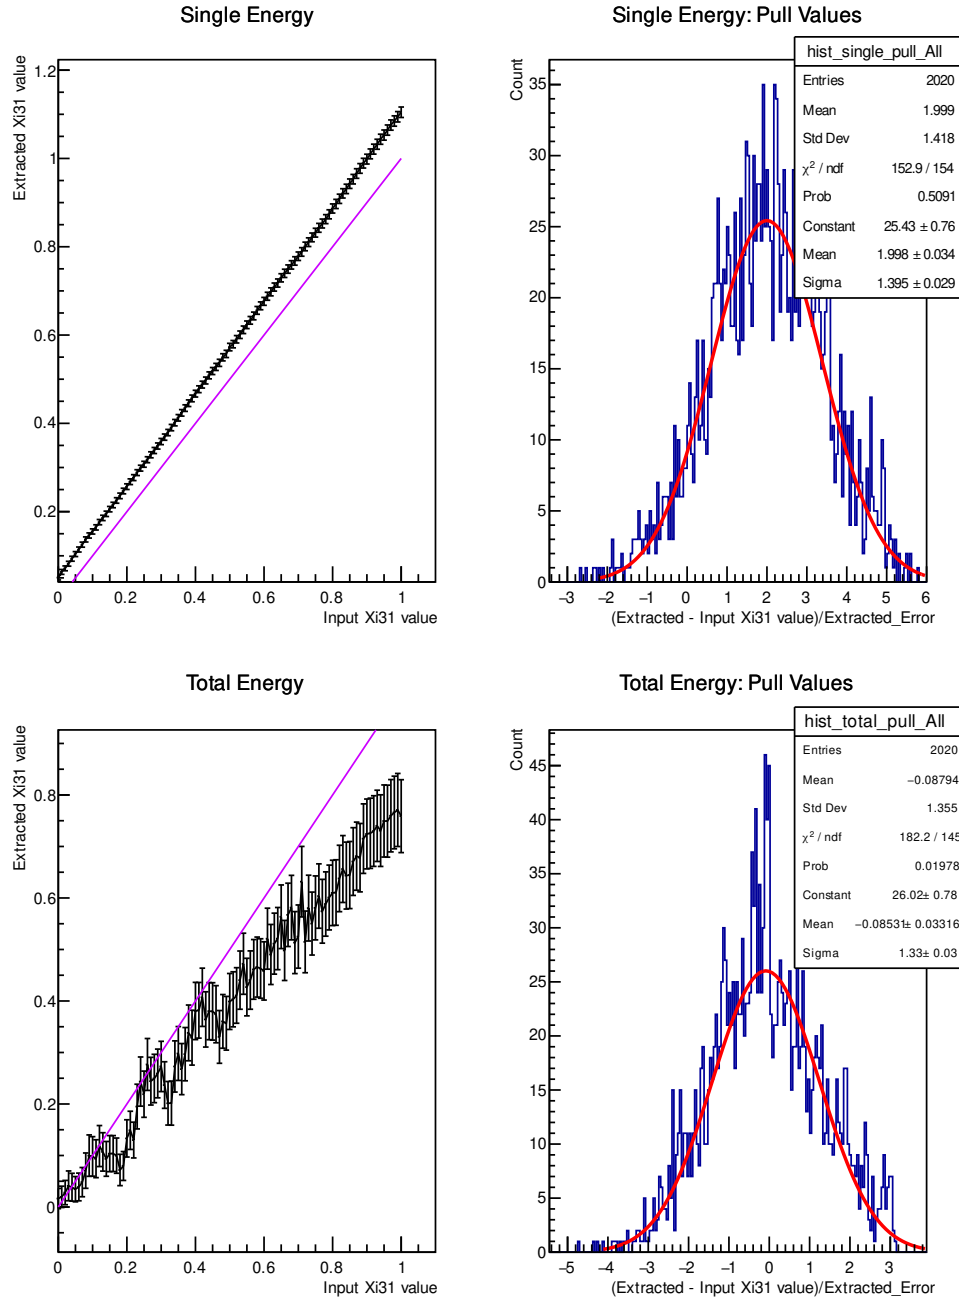 Single Energy
Extracted Xi31 value
1.2
1
0.8
0.6
0.4
0.2
0 0.2 0.4 0.6 0.8 1
Input Xi31 value
Single Energy: Pull Values
Count
35
30
25
20
15
10
5
0
−3 −2 −1 0 1 2 3 4 5 6
(Extracted - Input Xi31 value)/Extracted_Error
hist_single_pull_All
Entries 2020
Mean 1.999
Std Dev 1.418
χ² / ndf 152.9 / 154
Prob 0.5091
Constant 25.43 ± 0.76
Mean 1.998 ± 0.034
Sigma 1.395 ± 0.029
Total Energy
Extracted Xi31 value
0.8
0.6
0.4
0.2
0
0 0.2 0.4 0.6 0.8 1
Input Xi31 value
Total Energy: Pull Values
Count
45
40
35
30
25
20
15
10
5
0
−5 −4 −3 −2 −1 0 1 2 3
(Extracted - Input Xi31 value)/Extracted_Error
hist_total_pull_All
Entries 2020
Mean −0.08794
Std Dev 1.355
χ² / ndf 182.2 / 145
Prob 0.01978
Constant 26.02± 0.78
Mean −0.08531± 0.03316
Sigma 1.33± 0.03